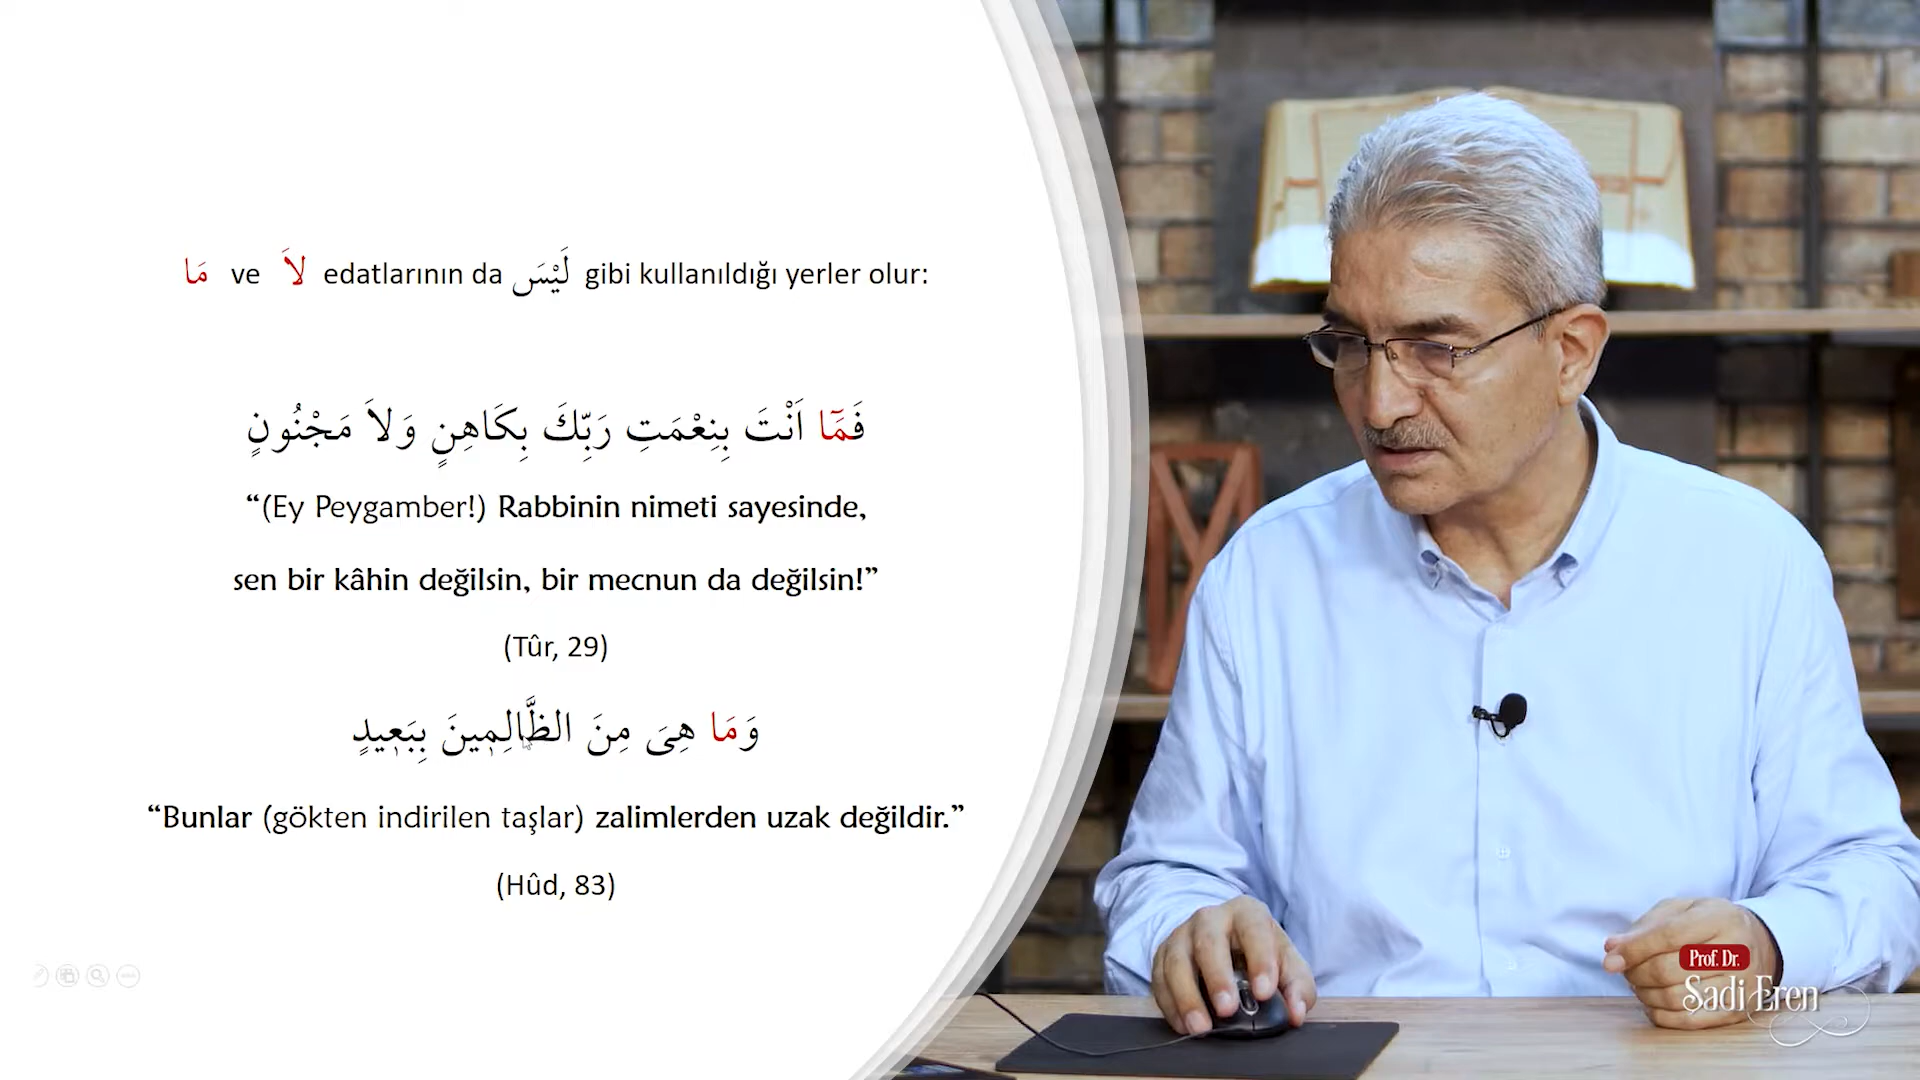 مَا ve لاَ edatlarının da لَيْسَ gibi kullanıldığı yerler olur:
فَمَٓا اَنْتَ بِنِعْمَتِ رَبِّكَ بِكَاهِنٍ وَلاَ مَجْنُونٍ
“(Ey Peygamber!) Rabbinin nimeti sayesinde,
sen bir kâhin değilsin, bir mecnun da değilsin!”
(Tûr, 29)
وَمَا هِىَ مِنَ الظَّالِمٖينَ بِبَعٖيدٍ
“Bunlar (gökten indirilen taşlar) zalimlerden uzak değildir.”
(Hûd, 83)
Prof. Dr.
Şadi Eren